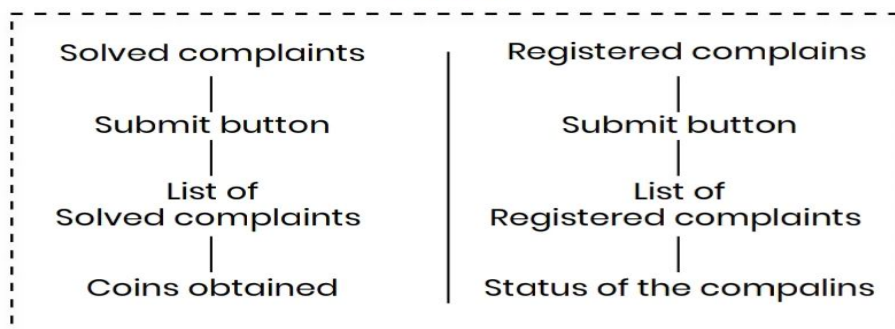 Solved complaints
Submit button
List of
Solved complaints
Coins obtained
Registered complains
Submit button
List of
Registered complaints
Status of the compalins